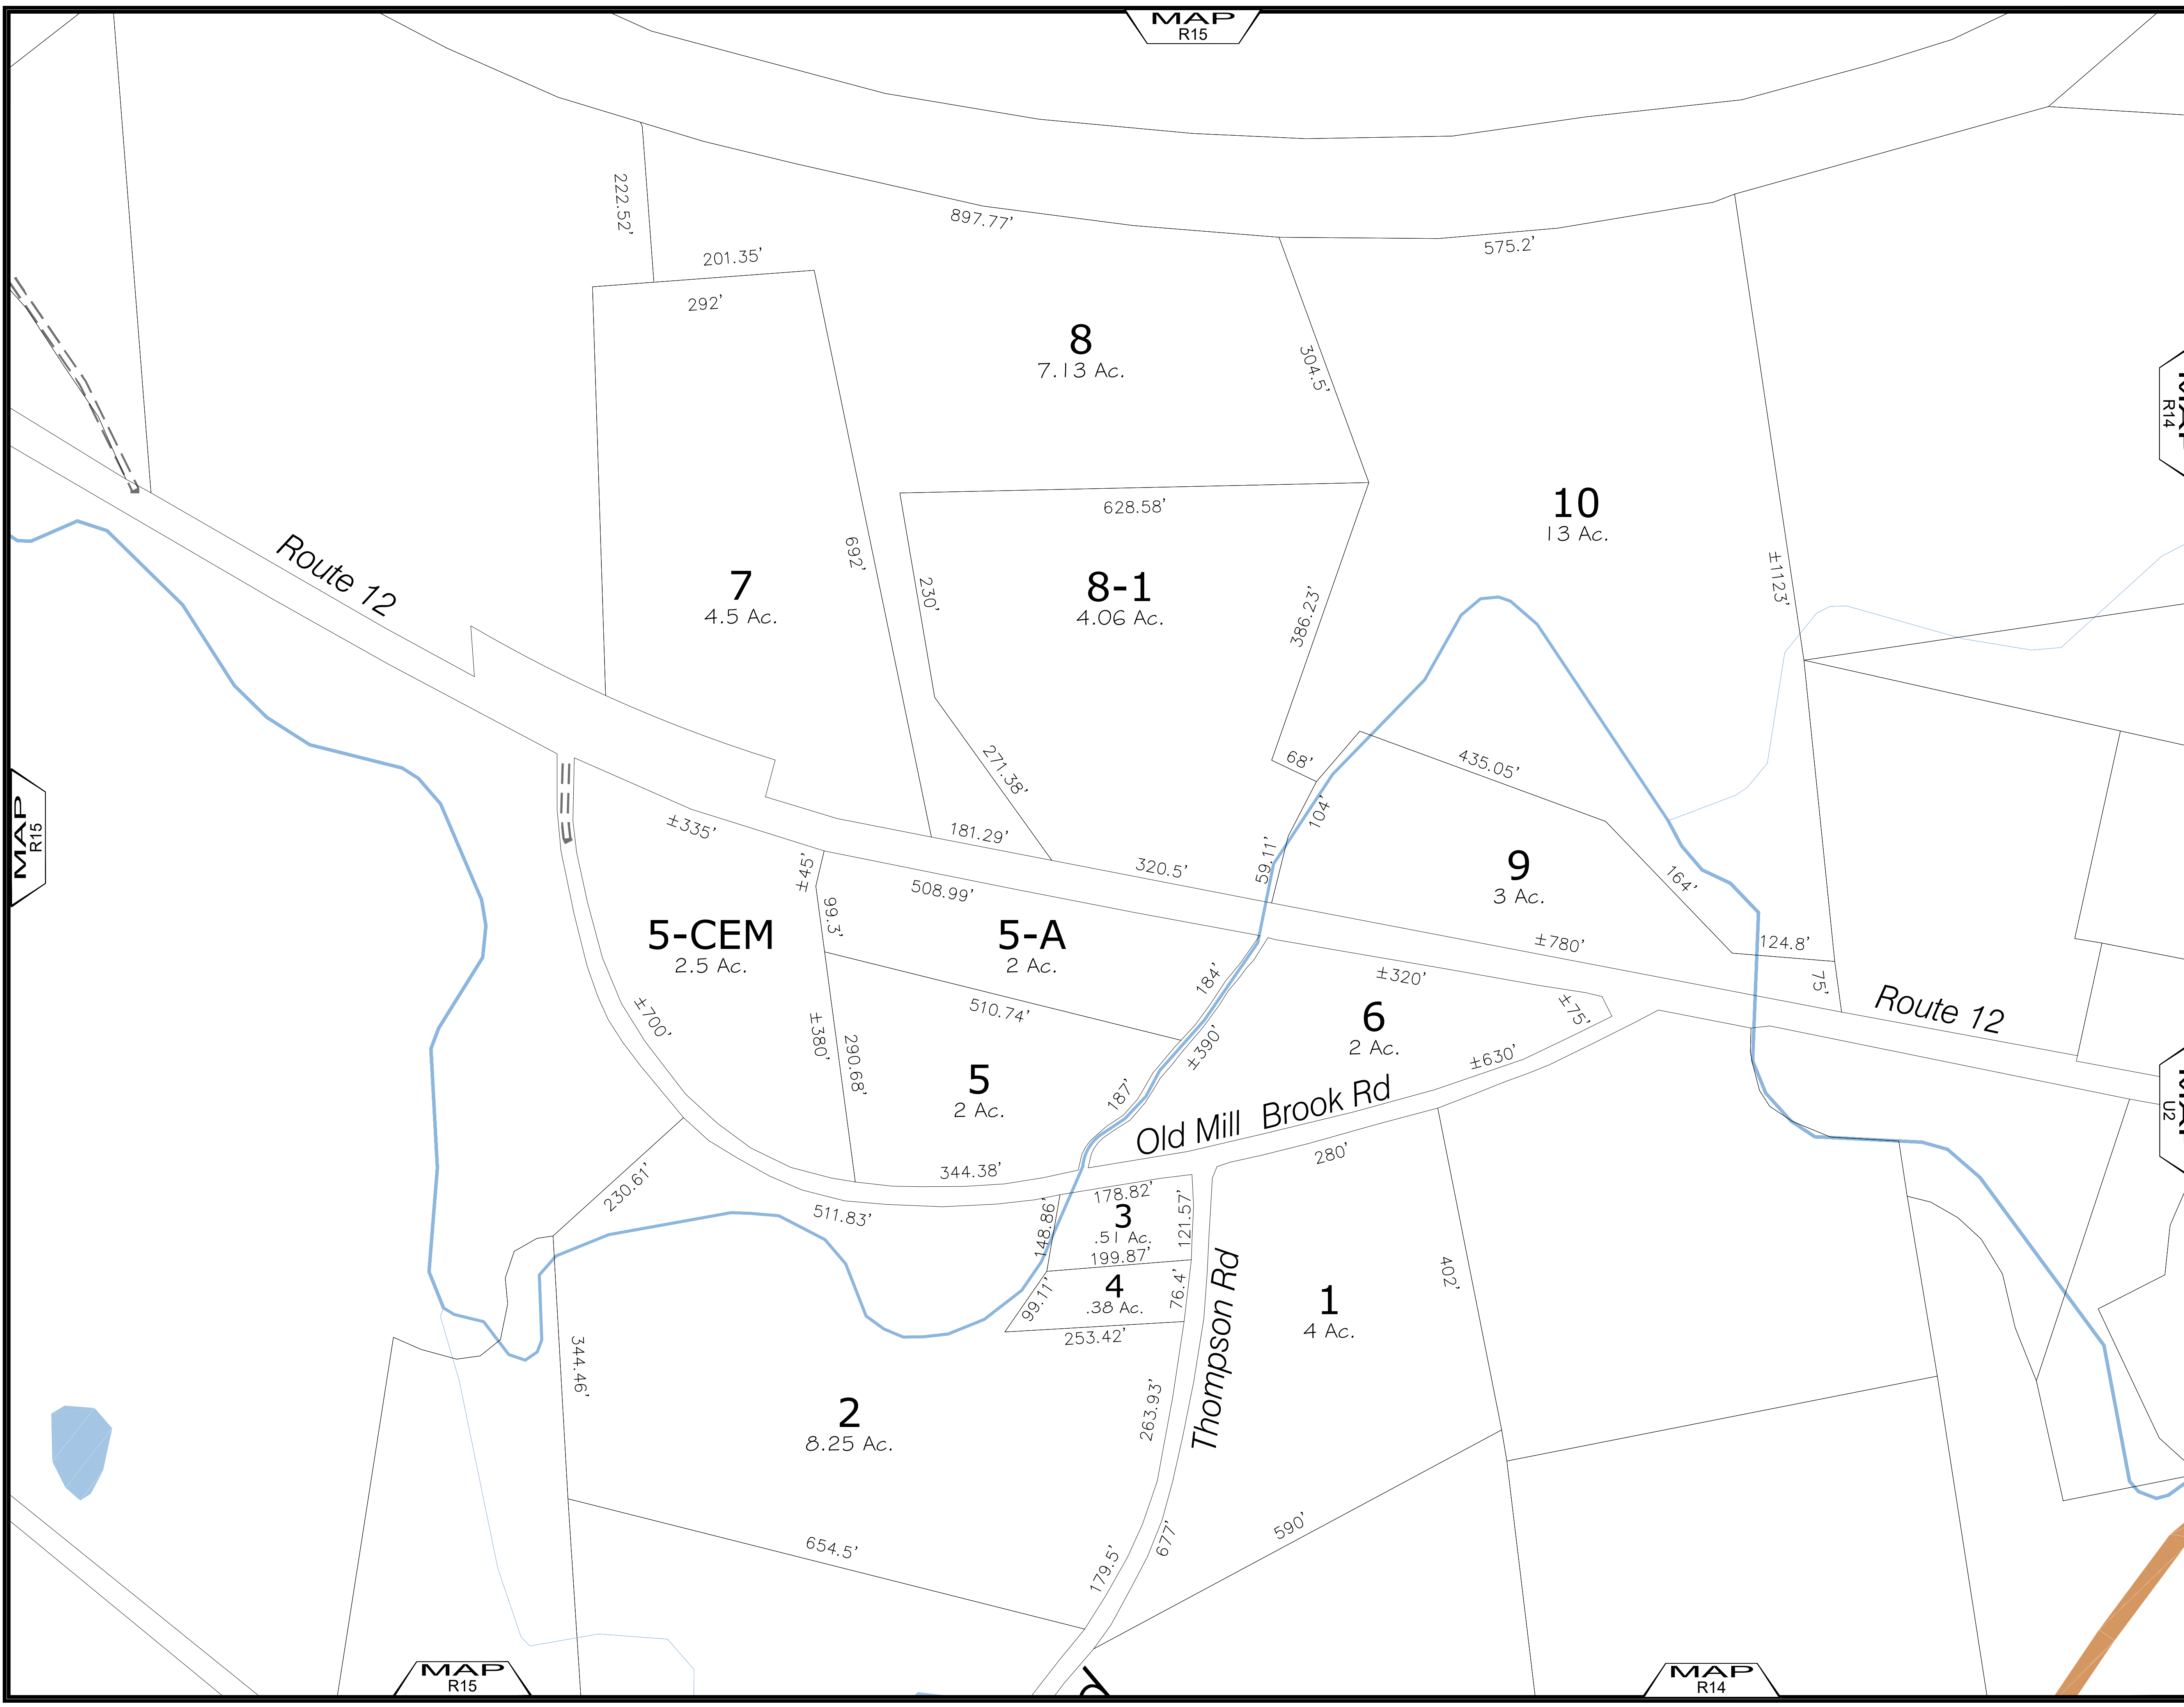 MAP
R15
222.52'
897.77'
575.2'
201.35'
292'
8
7.13 Ac.
304.5'
MAP
R14
10
13 Ac.
628.58'
Route 12
692'
7
4.5 Ac.
230'
8-1
4.06 Ac.
386.23'
±1123'
271.38'
68'
435.05'
104'
MAP
R15
±335'
181.29'
320.5'
59.11'
9
3 Ac.
164'
±45'
508.99'
99.3'
5-CEM
2.5 Ac.
5-A
2 Ac.
±780'
124.8'
75'
184'
±320'
±75'
Route 12
±700'
510.74'
6
2 Ac.
±380'
290.68'
±390'
±630'
5
2 Ac.
187'
Old Mill Brook Rd
U2
344.38'
280'
230.61'
511.83'
178.82'
148.86'
3
.51 Ac.
121.57'
199.87'
4
.38 Ac.
99.11'
76.4'
253.42'
Thompson Rd
1
4 Ac.
402'
344.46'
2
8.25 Ac.
263.93'
654.5'
179.5'
677'
590'
d
MAP
R15
MAP
R14